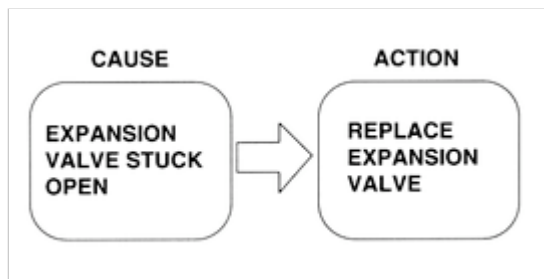 CAUSE
EXPANSION
VALVE STUCK
OPEN
ACTION
REPLACE
EXPANSION
VALVE